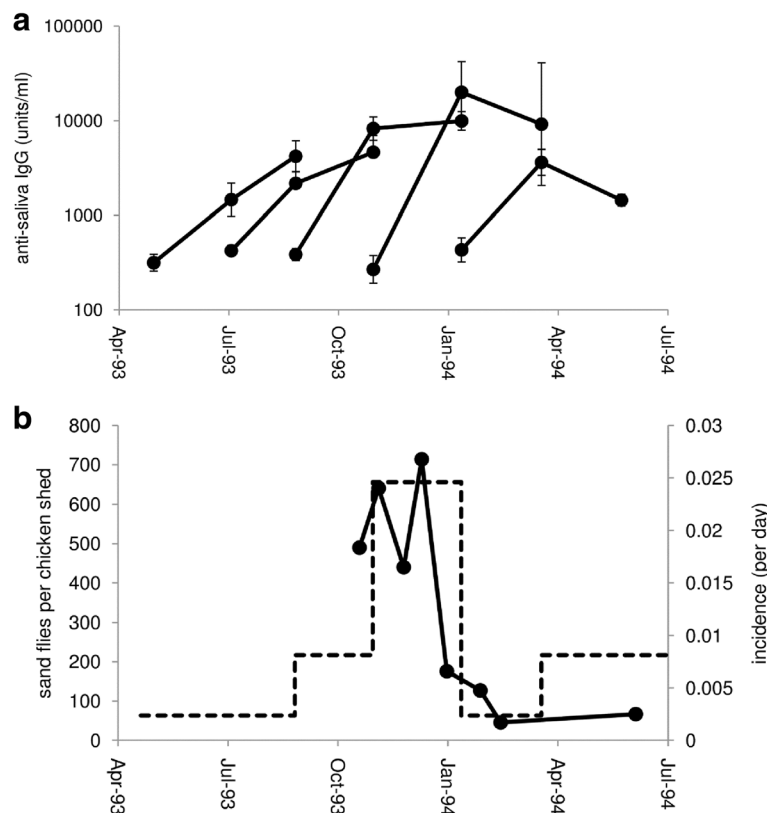 a
100000
10000
1000
100
anti-saliva IgG (units/ml)
Apr-93
Jul-93
Oct-93
Jan-94
Apr-94
Jul-94
b
800
700
600
500
400
300
200
100
0
sand flies per chicken shed
0.03
0.025
0.02
0.015
0.01
0.005
0
incidence (per day)
Apr-93
Jul-93
Oct-93
Jan-94
Apr-94
Jul-94